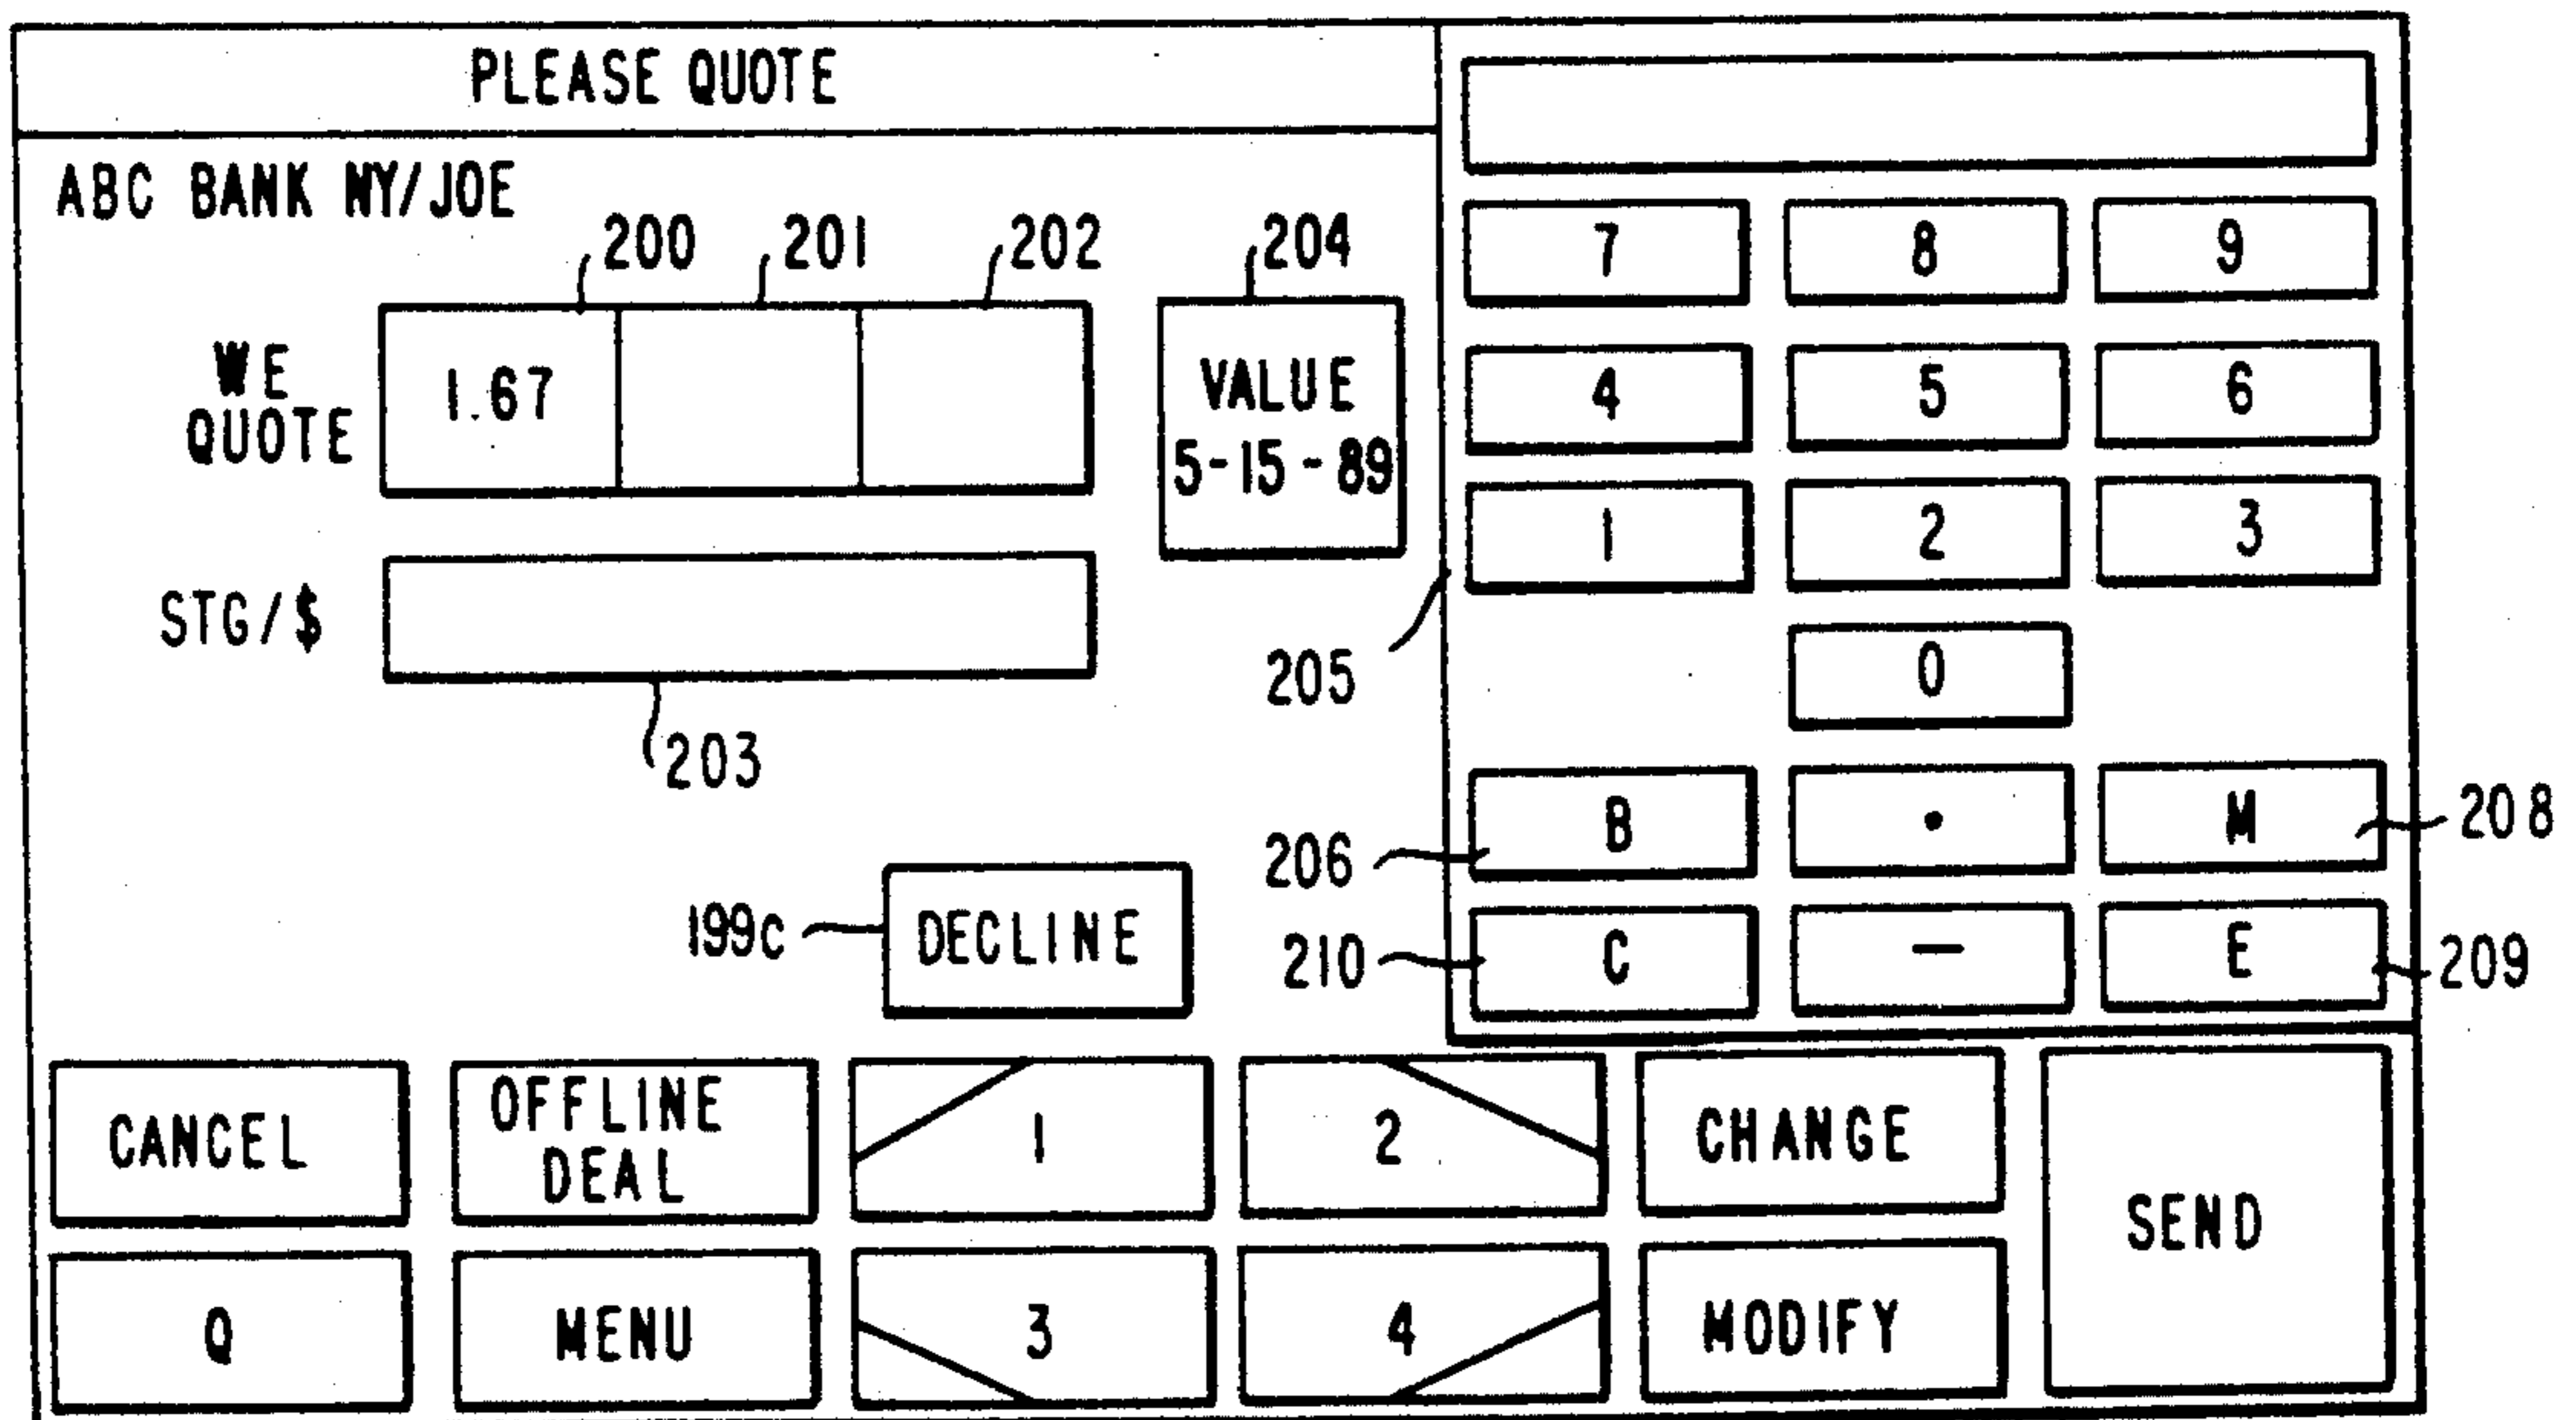 PLEASE QUOTE
ABC BANK NY/JOE
200
201
202
204
WE
QUOTE
1.67
VALUE
5-15-89
STG/$
203
205
7 8 9
4 5 6
1 2 3
0
B • M
206
208
199c
DECLINE
210
C — E
209
CANCEL
OFFLINE
DEAL
1
2
CHANGE
SEND
Q
MENU
3
4
MODIFY